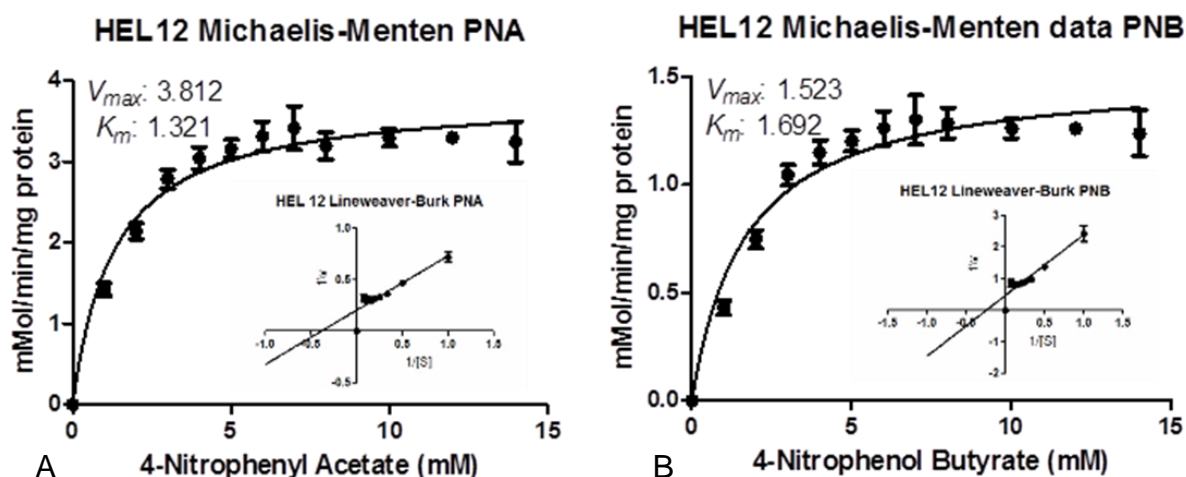 HEL12 Michaelis-Menten PNA
Vmax: 3.812
Km: 1.321
mMol/min/mg protein
4
3
2
1
0
0
5
10
15
4-Nitrophenyl Acetate (mM)
HEL 12 Lineweaver-Burk PNA
1/v
1.0
0.5
-0.5
-1.0
-0.5
0.5
1.0
1.5
1/[S]
A
HEL12 Michaelis-Menten data PNB
Vmax: 1.523
Km: 1.692
mMol/min/mg protein
1.5
1.0
0.5
0.0
0
5
10
15
4-Nitrophenol Butyrate (mM)
HEL12 Lineweaver-Burk PNB
1/v
3
2
1
-1
-2
-1.5
-1.0
-0.5
0.5
1.0
1.5
1/[S]
B